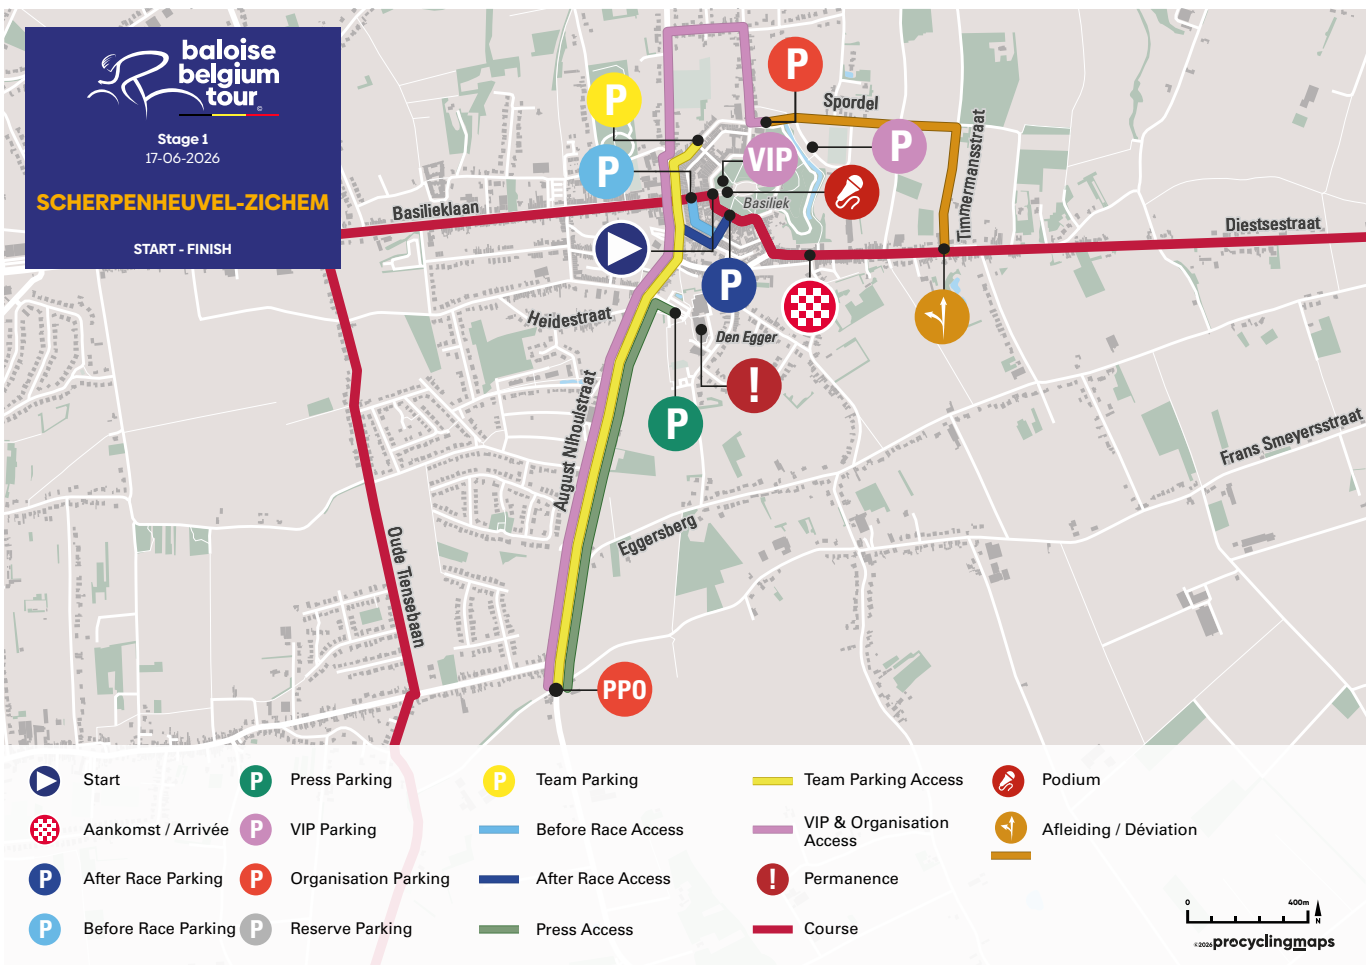 baloise
belgium
tour
©
Stage 1
17-06-2026
SCHERPENHEUVEL-ZICHEM
START - FINISH
P
P
Spordel
P
VIP
P
Timmermansstraat
Basilieklaan
Basiliek
Diestsestraat
P
Heidestraat
Den Egger
!
P
August Nihoulstraat
Frans Smeyersstraat
Eggersberg
Oude Tiensebaan
PPO
Start
P Press Parking
P Team Parking
Team Parking Access
Podium
Aankomst / Arrivée
P VIP Parking
Before Race Access
VIP & Organisation
Access
Afleiding / Déviation
P After Race Parking
P Organisation Parking
After Race Access
! Permanence
P Before Race Parking
P Reserve Parking
Press Access
Course
0 400m
N
©2026 procyclingmaps